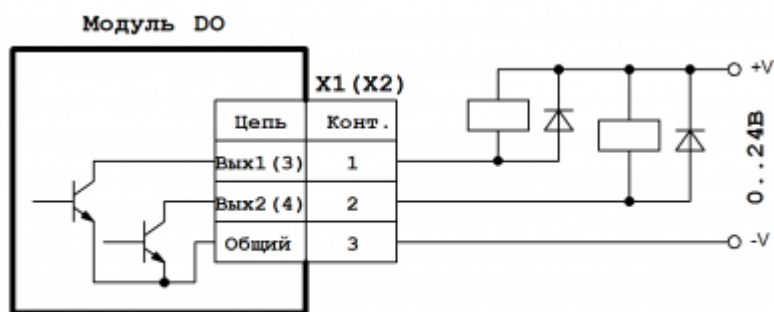 Модуль DO
X1(X2)
Цепь Конт.
Вых1(3) 1
Вых2(4) 2
Общий 3
+V
0..24В
-V